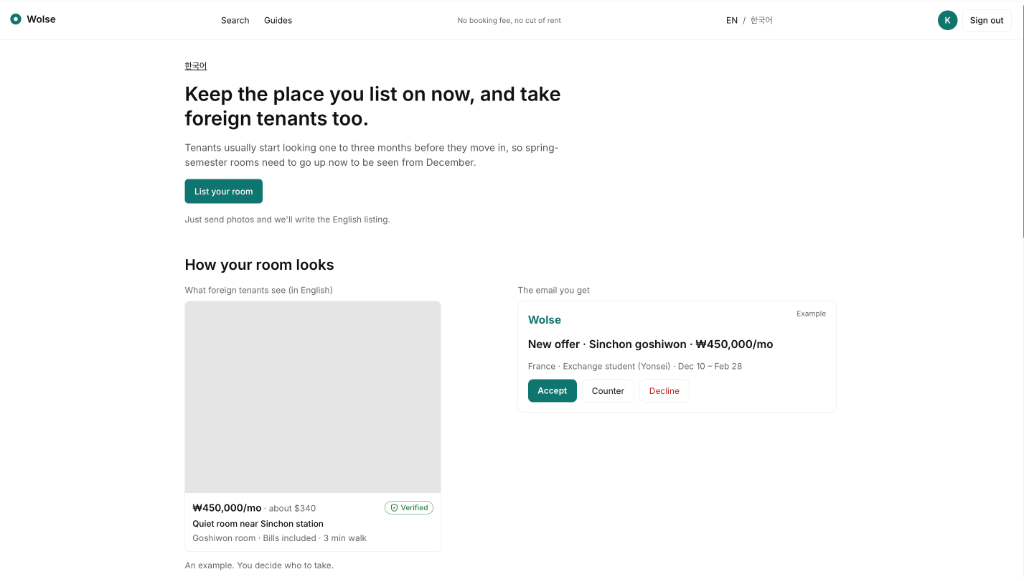 Wolse
Search
Guides
No booking fee, no cut of rent
EN / 한국어
K
Sign out
한국어
Keep the place you list on now, and take
foreign tenants too.
Tenants usually start looking one to three months before they move in, so spring-
semester rooms need to go up now to be seen from December.
List your room
Just send photos and we'll write the English listing.
How your room looks
What foreign tenants see (in English)
₩450,000/mo · about $340
Verified
Quiet room near Sinchon station
Goshiwon room · Bills included · 3 min walk
An example. You decide who to take.
The email you get
Wolse
Example
New offer · Sinchon goshiwon · ₩450,000/mo
France · Exchange student (Yonsei) · Dec 10 – Feb 28
Accept
Counter
Decline